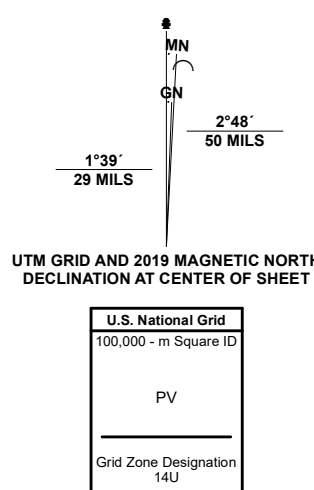 MN
GN
2°48´
50 MILS
1°39´
29 MILS
UTM GRID AND 2019 MAGNETIC NORTH
DECLINATION AT CENTER OF SHEET
U.S. National Grid
100,000 - m Square ID
PV
Grid Zone Designation
14U